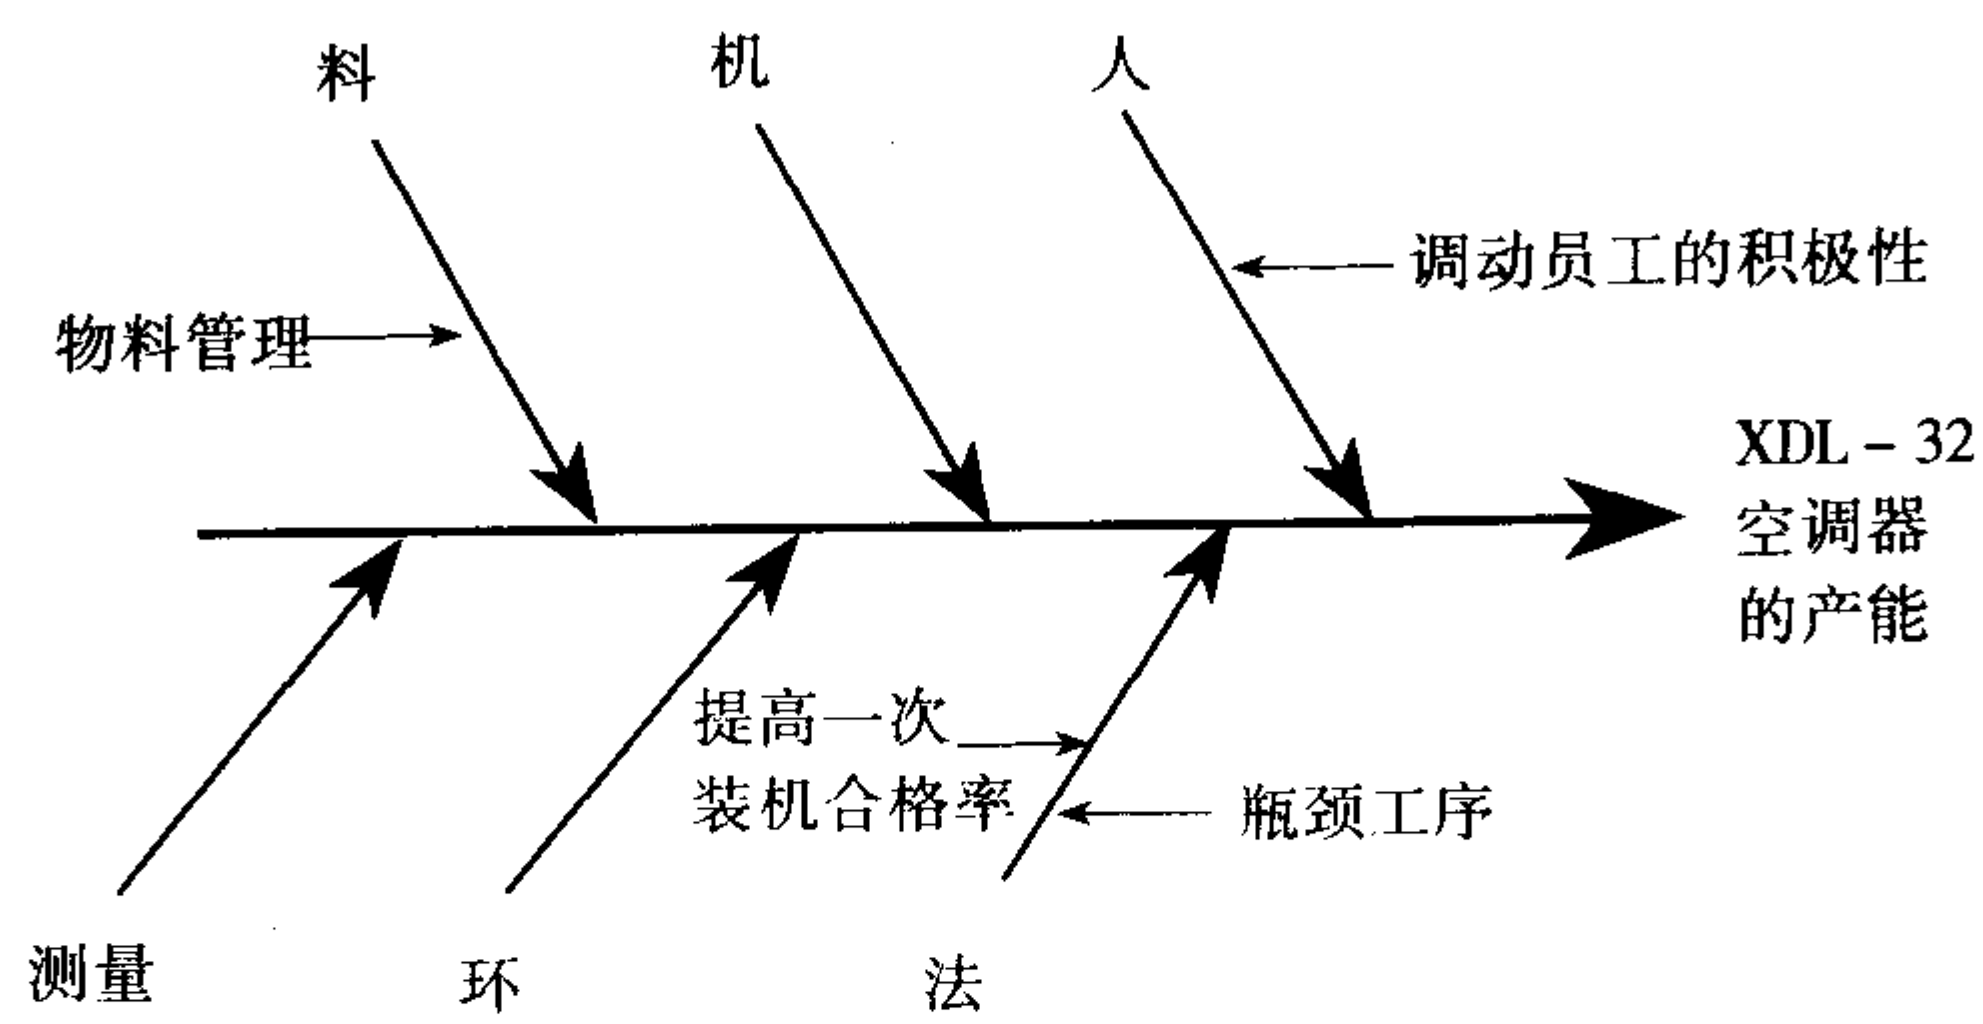 料
机
人
调动员工的积极性
物料管理
XDL-32
空调器
的产能
提高一次
装机合格率
瓶颈工序
测量
环
法